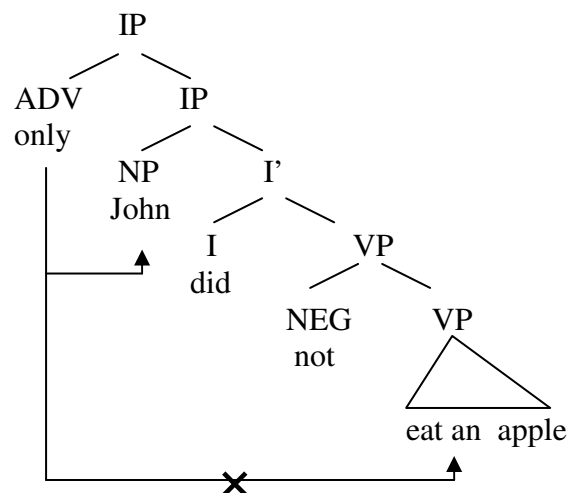 IP
ADV IP
only
NP I’
John
I VP
did
NEG VP
not
eat an apple